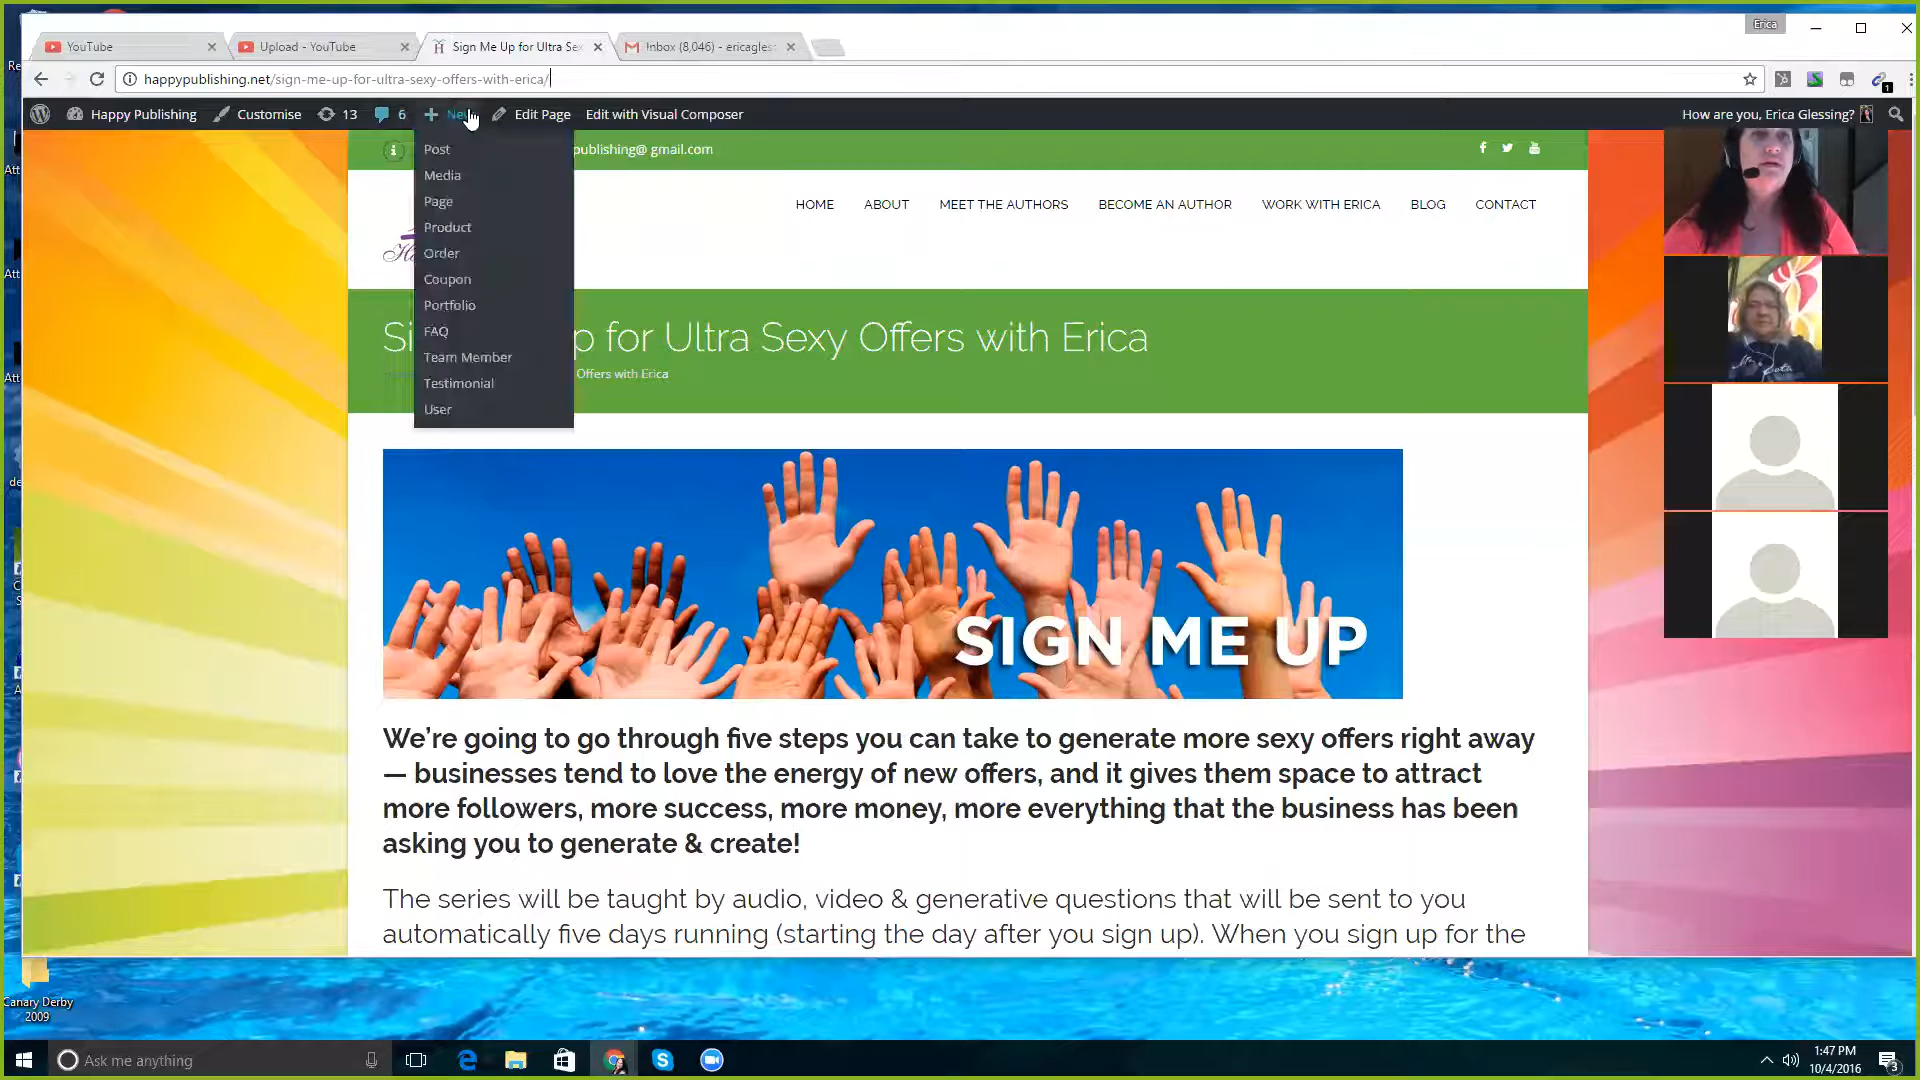 Erica
YouTube
Upload - YouTube
Sign Me Up for Ultra Se
Inbox (8,046) - ericagles
happypublishing.net/sign-me-up-for-ultra-sexy-offers-with-erica/
1
Happy Publishing
Customise
13
6
New
Edit Page
Edit with Visual Composer
How are you, Erica Glessing?
Post
Media
Page
Product
Order
Coupon
Portfolio
FAQ
Team Member
Testimonial
User
publishing@ gmail.com
HOME
ABOUT
MEET THE AUTHORS
BECOME AN AUTHOR
WORK WITH ERICA
BLOG
CONTACT
Si p for Ultra Sexy Offers with Erica
Offers with Erica
SIGN ME UP
We’re going to go through five steps you can take to generate more sexy offers right away
— businesses tend to love the energy of new offers, and it gives them space to attract
more followers, more success, more money, more everything that the business has been
asking you to generate & create!
The series will be taught by audio, video & generative questions that will be sent to you
automatically five days running (starting the day after you sign up). When you sign up for the
Re
Att
Att
Att
de
Canary Derby
2009
Ask me anything
1:47 PM
10/4/2016
3